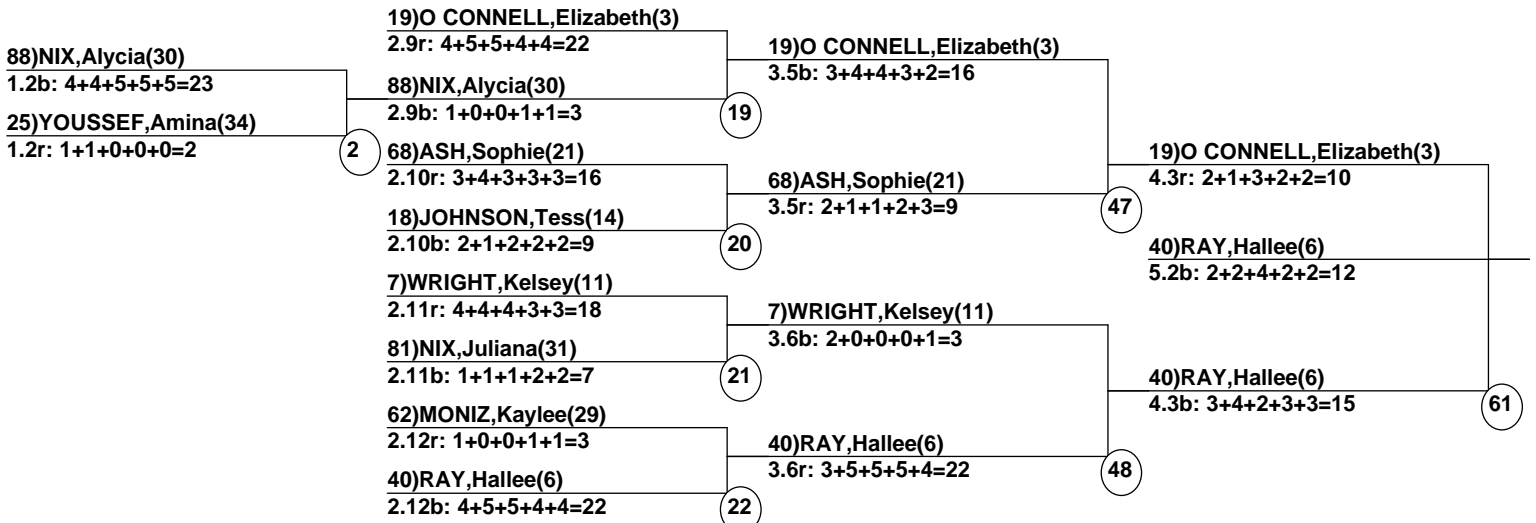 88)NIX,Alycia(30)
1.2b: 4+4+5+5+5=23
25)YOUSSEF,Amina(34)
1.2r: 1+1+0+0+0=2
2
19)O CONNELL,Elizabeth(3)
2.9r: 4+5+5+4+4=22
88)NIX,Alycia(30)
2.9b: 1+0+0+1+1=3
19
68)ASH,Sophie(21)
2.10r: 3+4+3+3+3=16
18)JOHNSON,Tess(14)
2.10b: 2+1+2+2+2=9
20
7)WRIGHT,Kelsey(11)
2.11r: 4+4+4+3+3=18
81)NIX,Juliana(31)
2.11b: 1+1+1+2+2=7
21
62)MONIZ,Kaylee(29)
2.12r: 1+0+0+1+1=3
40)RAY,Hallee(6)
2.12b: 4+5+5+4+4=22
22
19)O CONNELL,Elizabeth(3)
3.5b: 3+4+4+3+2=16
68)ASH,Sophie(21)
3.5r: 2+1+1+2+3=9
47
7)WRIGHT,Kelsey(11)
3.6b: 2+0+0+0+1=3
40)RAY,Hallee(6)
3.6r: 3+5+5+5+4=22
48
19)O CONNELL,Elizabeth(3)
4.3r: 2+1+3+2+2=10
40)RAY,Hallee(6)
5.2b: 2+2+4+2+2=12
40)RAY,Hallee(6)
4.3b: 3+4+2+3+3=15
61